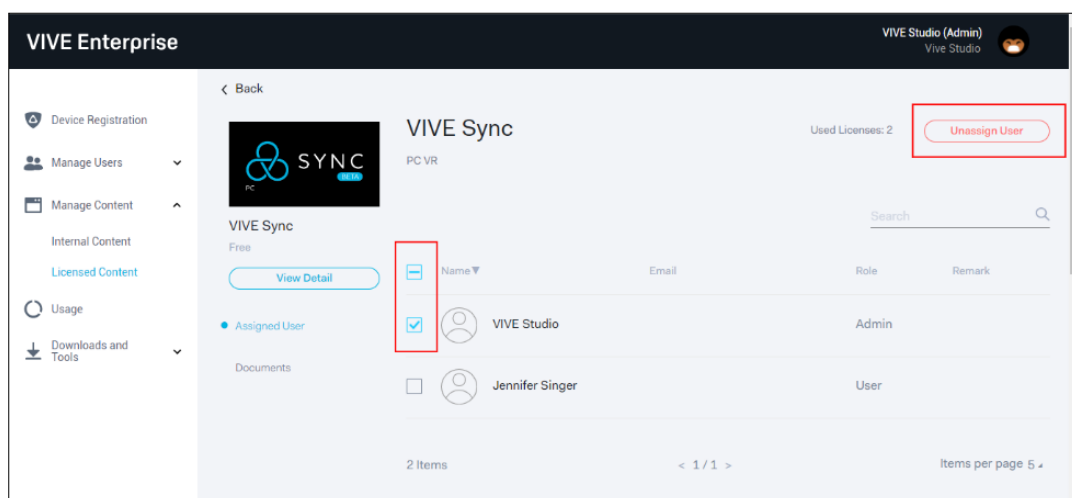 VIVE Enterprise
VIVE Studio (Admin)
Vive Studio
Device Registration
Manage Users
Manage Content
Internal Content
Licensed Content
Usage
Downloads and
Tools
< Back
SYNC
BETA
PC
VIVE Sync
Free
View Detail
Assigned User
Documents
VIVE Sync
PC VR
Used Licenses: 2
Unassign User
Search
Name▼ Email Role Remark
VIVE Studio Admin
Jennifer Singer User
2 Items < 1 / 1 > Items per page 5